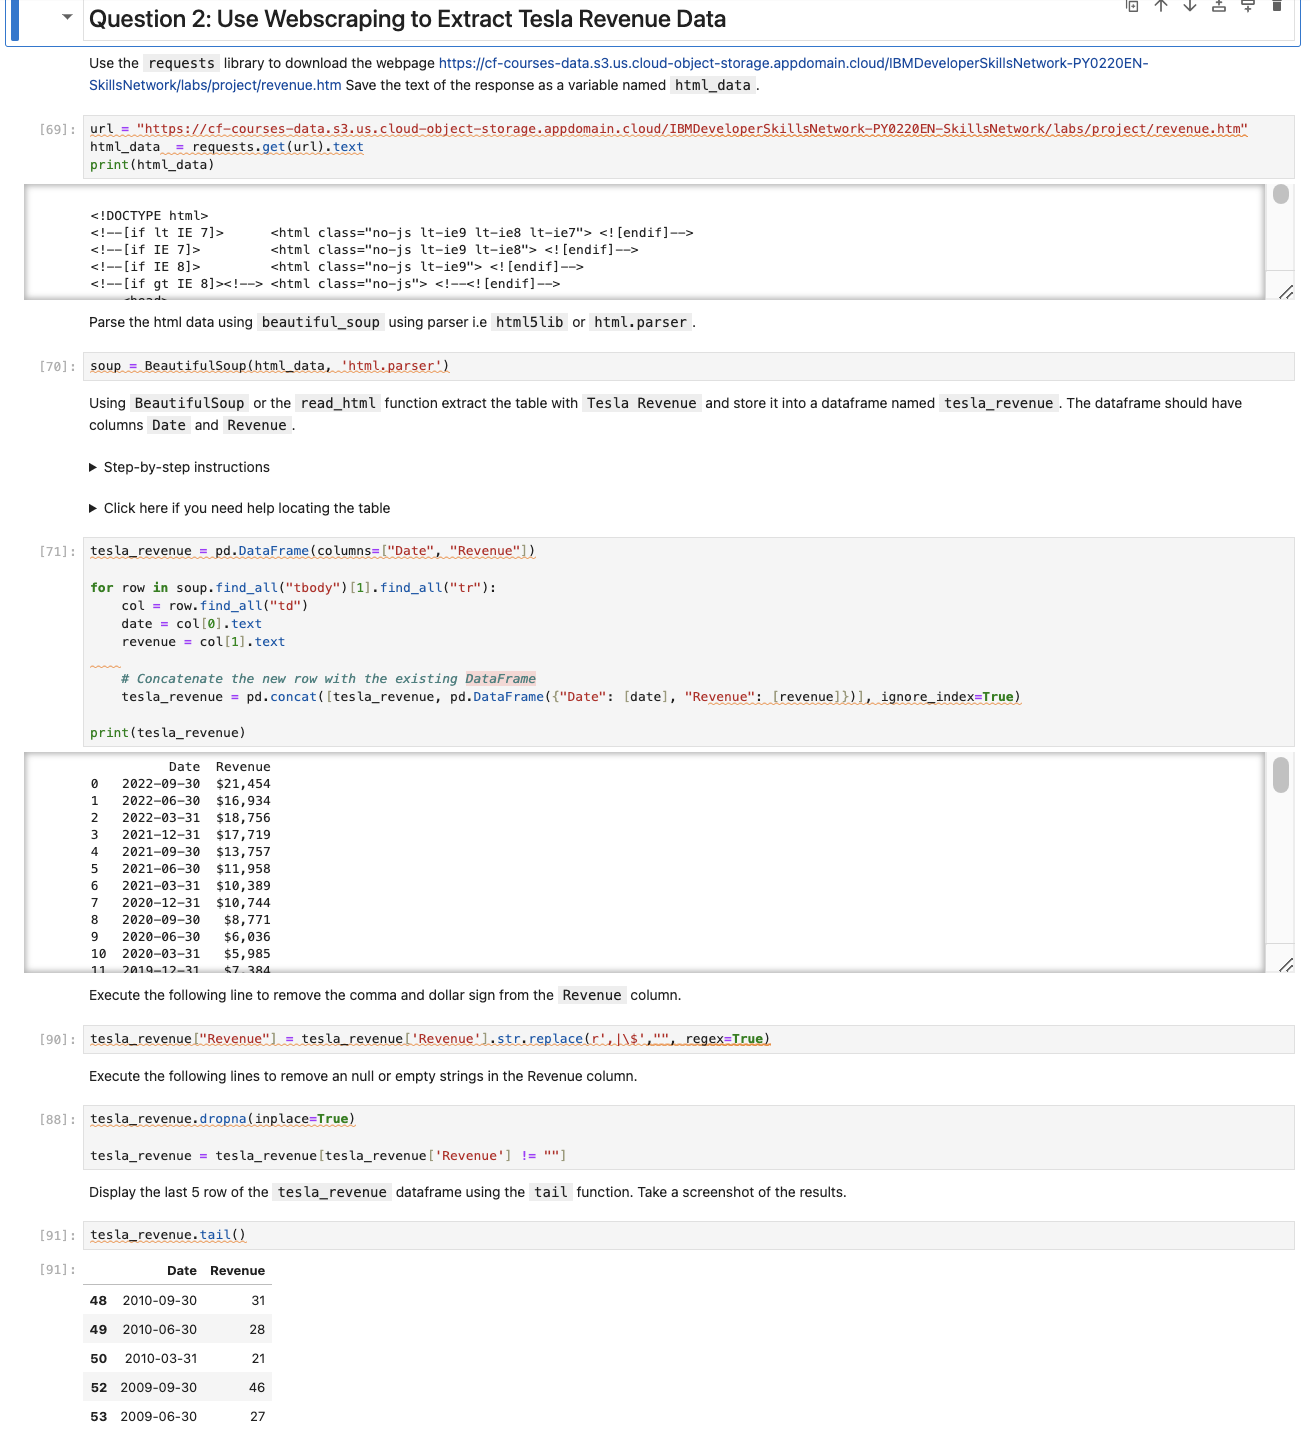 Question 2: Use Webscraping to Extract Tesla Revenue Data
Use the requests library to download the webpage https://cf-courses-data.s3.us.cloud-object-storage.appdomain.cloud/IBMDeveloperSkillsNetwork-PY0220EN-
SkillsNetwork/labs/project/revenue.htm Save the text of the response as a variable named html_data .
[69]: url = "https://cf-courses-data.s3.us.cloud-object-storage.appdomain.cloud/IBMDeveloperSkillsNetwork-PY0220EN-SkillsNetwork/labs/project/revenue.htm"
html_data  = requests.get(url).text
print(html_data)
<!DOCTYPE html>
<!--[if lt IE 7]>      <html class="no-js lt-ie9 lt-ie8 lt-ie7"> <![endif]-->
<!--[if IE 7]>         <html class="no-js lt-ie9 lt-ie8"> <![endif]-->
<!--[if IE 8]>         <html class="no-js lt-ie9"> <![endif]-->
<!--[if gt IE 8]><!--> <html class="no-js"> <!--<![endif]-->
<head>
Parse the html data using beautiful_soup using parser i.e html5lib or html.parser .
[70]: soup = BeautifulSoup(html_data, 'html.parser')
Using BeautifulSoup or the read_html function extract the table with Tesla Revenue and store it into a dataframe named tesla_revenue . The dataframe should have
columns Date and Revenue .
Step-by-step instructions
Click here if you need help locating the table
[71]: tesla_revenue = pd.DataFrame(columns=["Date", "Revenue"])
for row in soup.find_all("tbody")[1].find_all("tr"):
    col = row.find_all("td")
    date = col[0].text
    revenue = col[1].text
    # Concatenate the new row with the existing DataFrame
    tesla_revenue = pd.concat([tesla_revenue, pd.DataFrame({"Date": [date], "Revenue": [revenue]})], ignore_index=True)
print(tesla_revenue)
Date  Revenue
0   2022-09-30  $21,454
1   2022-06-30  $16,934
2   2022-03-31  $18,756
3   2021-12-31  $17,719
4   2021-09-30  $13,757
5   2021-06-30  $11,958
6   2021-03-31  $10,389
7   2020-12-31  $10,744
8   2020-09-30   $8,771
9   2020-06-30   $6,036
10  2020-03-31   $5,985
11  2019-12-31   $7,384
Execute the following line to remove the comma and dollar sign from the Revenue column.
[90]: tesla_revenue["Revenue"] = tesla_revenue['Revenue'].str.replace(r',|\$',"", regex=True)
Execute the following lines to remove an null or empty strings in the Revenue column.
[88]: tesla_revenue.dropna(inplace=True)
tesla_revenue = tesla_revenue[tesla_revenue['Revenue'] != ""]
Display the last 5 row of the tesla_revenue dataframe using the tail function. Take a screenshot of the results.
[91]: tesla_revenue.tail()
[91]: Date Revenue
48 2010-09-30 31
49 2010-06-30 28
50 2010-03-31 21
52 2009-09-30 46
53 2009-06-30 27